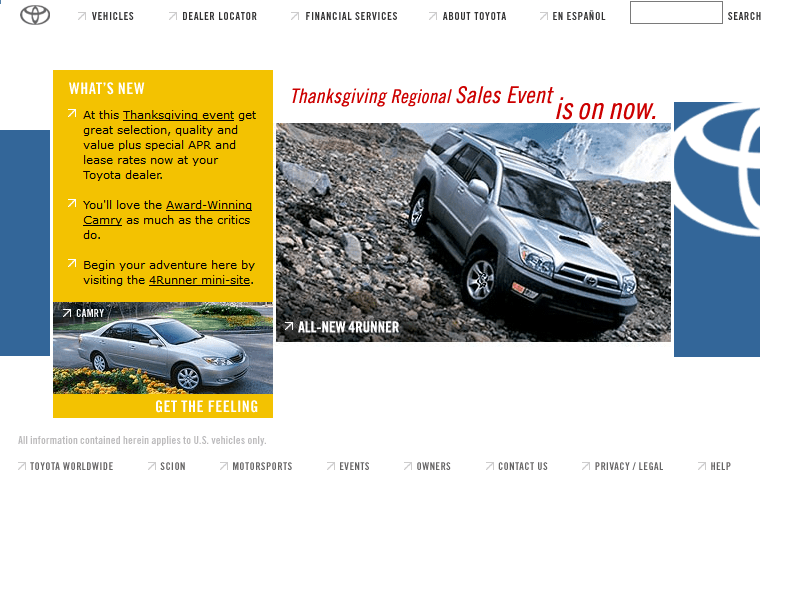 VEHICLES DEALER LOCATOR FINANCIAL SERVICES ABOUT TOYOTA EN ESPAÑOL SEARCH
WHAT'S NEW
At this Thanksgiving event get
great selection, quality and
value plus special APR and
lease rates now at your
Toyota dealer.
You'll love the Award-Winning
Camry as much as the critics
do.
Begin your adventure here by
visiting the 4Runner mini-site.
CAMRY
GET THE FEELING
Thanksgiving Regional Sales Event
is on now.
ALL-NEW 4RUNNER
All information contained herein applies to U.S. vehicles only.
TOYOTA WORLDWIDE SCION MOTORSPORTS EVENTS OWNERS CONTACT US PRIVACY / LEGAL HELP